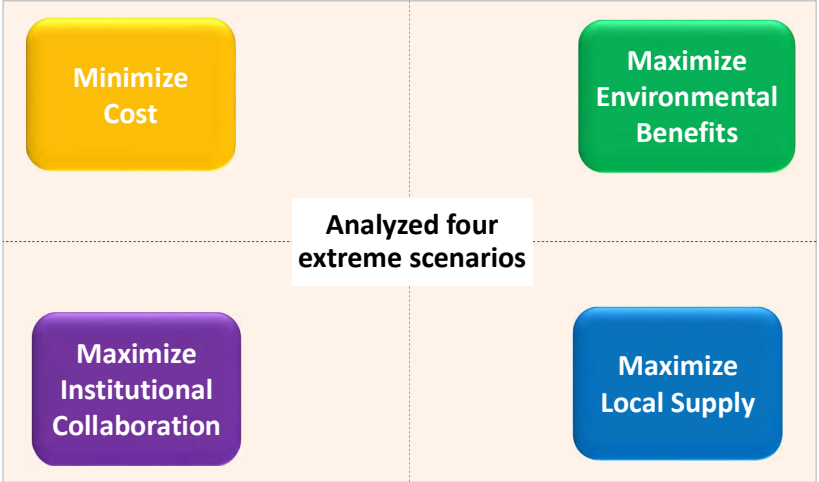 Minimize
Cost
Maximize
Environmental
Benefits
Analyzed four
extreme scenarios
Maximize
Institutional
Collaboration
Maximize
Local Supply